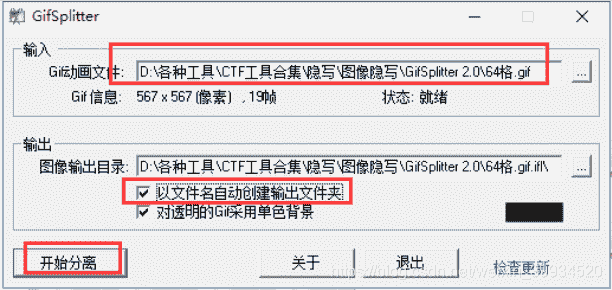 GifSplitter
输入
Gif动画文件: D:\各种工具\CTF工具合集\隐写\图像隐写\GifSplitter 2.0\64格.gif ...
Gif信息: 567 x 567 (像素) , 19帧 状态: 就绪
输出
图像输出目录: D:\各种工具\CTF工具合集\隐写\图像隐写\GifSplitter 2.0\64格.gif.ifl\ ...
以文件名自动创建输出文件夹
对透明的Gif采用单色背景
开始分离 关于 退出 检查更新